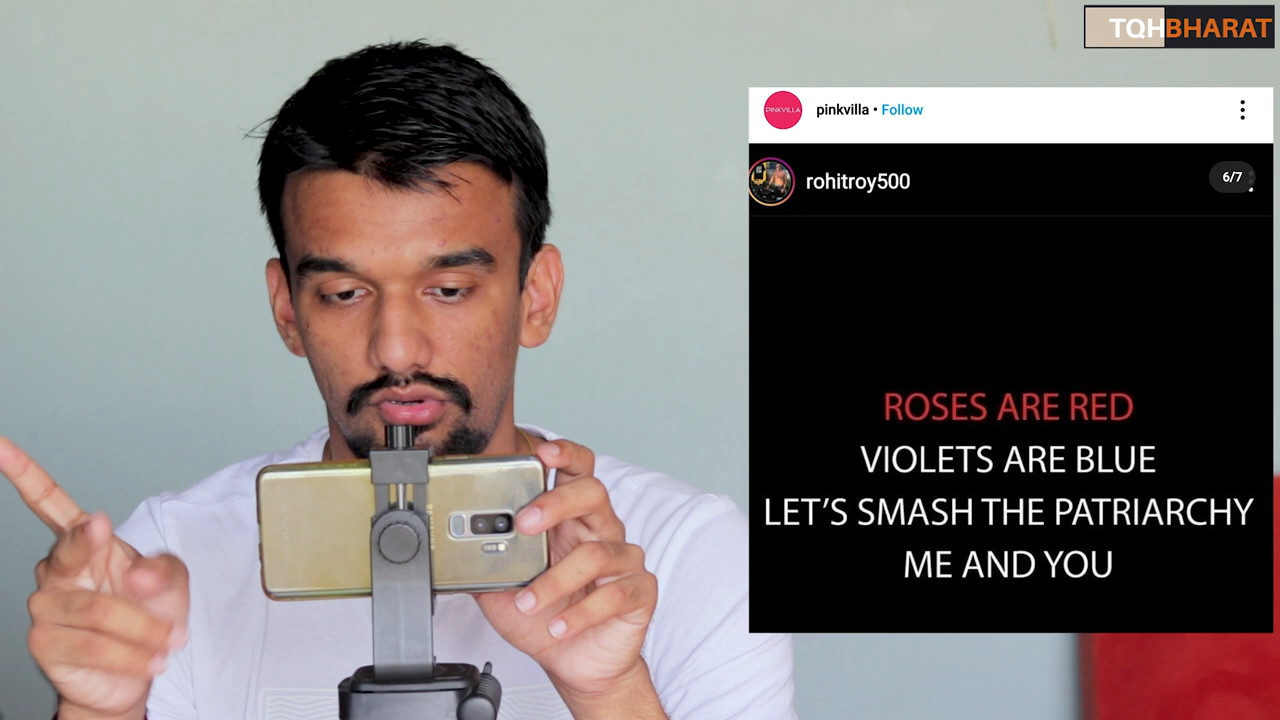 TQHBHARAT
PINKVILLA
pinkvilla • Follow
rohitroy500
6/7
ROSES ARE RED
VIOLETS ARE BLUE
LET'S SMASH THE PATRIARCHY
ME AND YOU